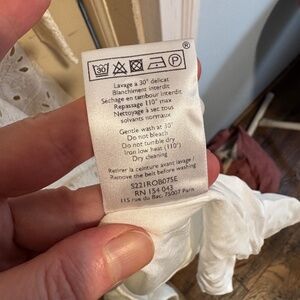 ®
30 P
Lavage à 30° délicat
Blanchiment interdit
Séchage en tambour interdit
Repassage 110° max
Nettoyage à sec tous
solvants normaux
Gentle wash at 30°
Do not bleach
Do not tumble dry
Iron low heat (110°)
Dry cleaning
Retirer la ceinture avant lavage /
Remove the belt before washing
S221ROB075E
RN 154 043
115 rue du Bac, 75007 Paris